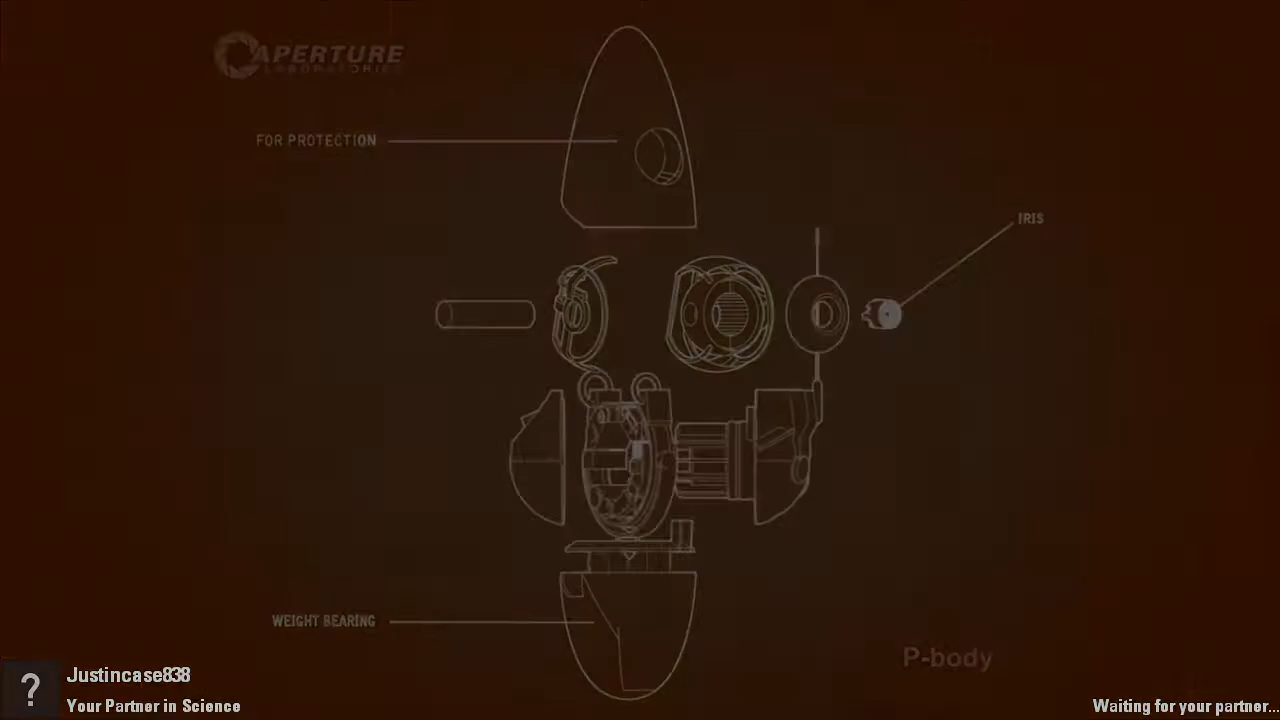 APERTURE
LABORATORIES
FOR PROTECTION
IRIS
WEIGHT BEARING
P-body
?
Justincase838
Your Partner in Science
Waiting for your partner...